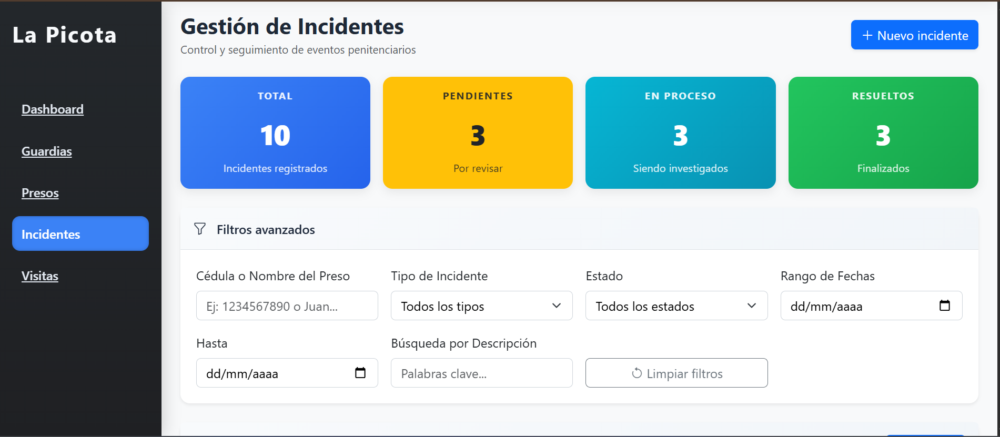 La Picota
Dashboard
Guardias
Presos
Incidentes
Visitas
Gestión de Incidentes
Control y seguimiento de eventos penitenciarios
+ Nuevo incidente
TOTAL
10
Incidentes registrados
PENDIENTES
3
Por revisar
EN PROCESO
3
Siendo investigados
RESUELTOS
3
Finalizados
Filtros avanzados
Cédula o Nombre del Preso
Ej: 1234567890 o Juan...
Tipo de Incidente
Todos los tipos
Estado
Todos los estados
Rango de Fechas
dd/mm/aaaa
Hasta
dd/mm/aaaa
Búsqueda por Descripción
Palabras clave...
Limpiar filtros